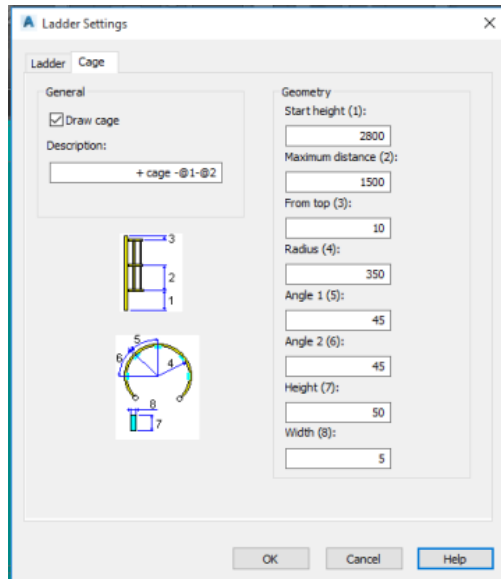 Ladder Settings
Ladder
Cage
General
Draw cage
Description:
+ cage -@1-@2
3
2
1
5
6
4
8
7
Geometry
Start height (1):
2800
Maximum distance (2):
1500
From top (3):
10
Radius (4):
350
Angle 1 (5):
45
Angle 2 (6):
45
Height (7):
50
Width (8):
5
OK
Cancel
Help